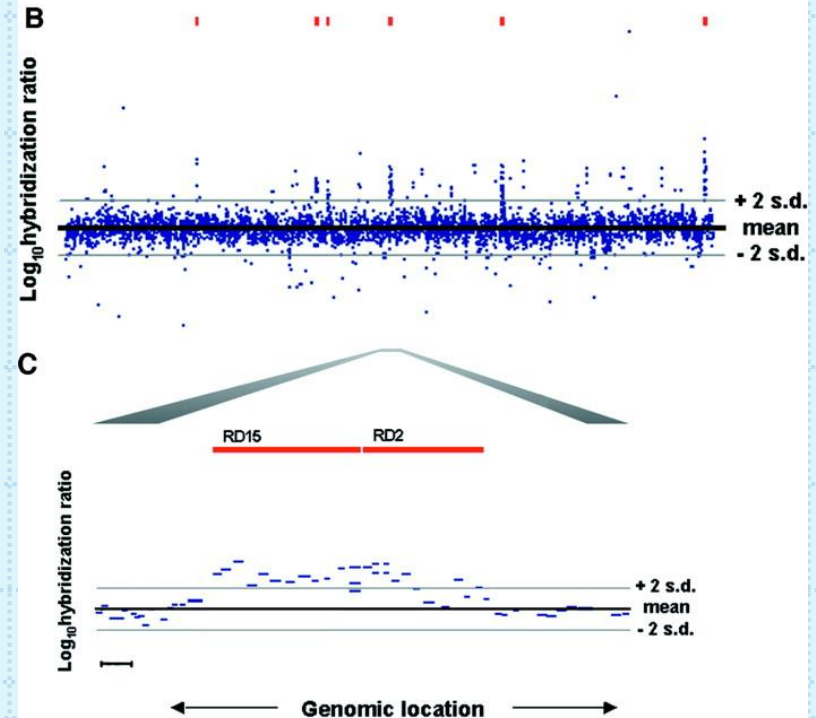 B
Log10hybridization ratio
+ 2 s.d.
mean
- 2 s.d.
C
RD15 RD2
Log10hybridization ratio
+ 2 s.d.
mean
- 2 s.d.
Genomic location